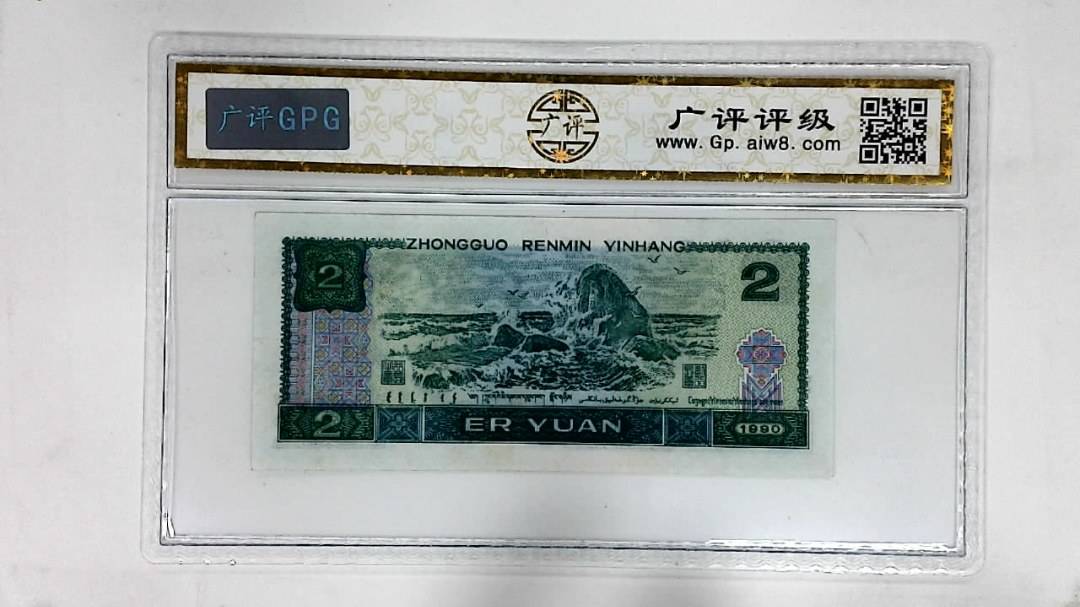 广评GPG
广评
广评评级
www. Gp. aiw8. com
ZHONGGUO RENMIN YINHANG
2
2
2
ER YUAN
1990